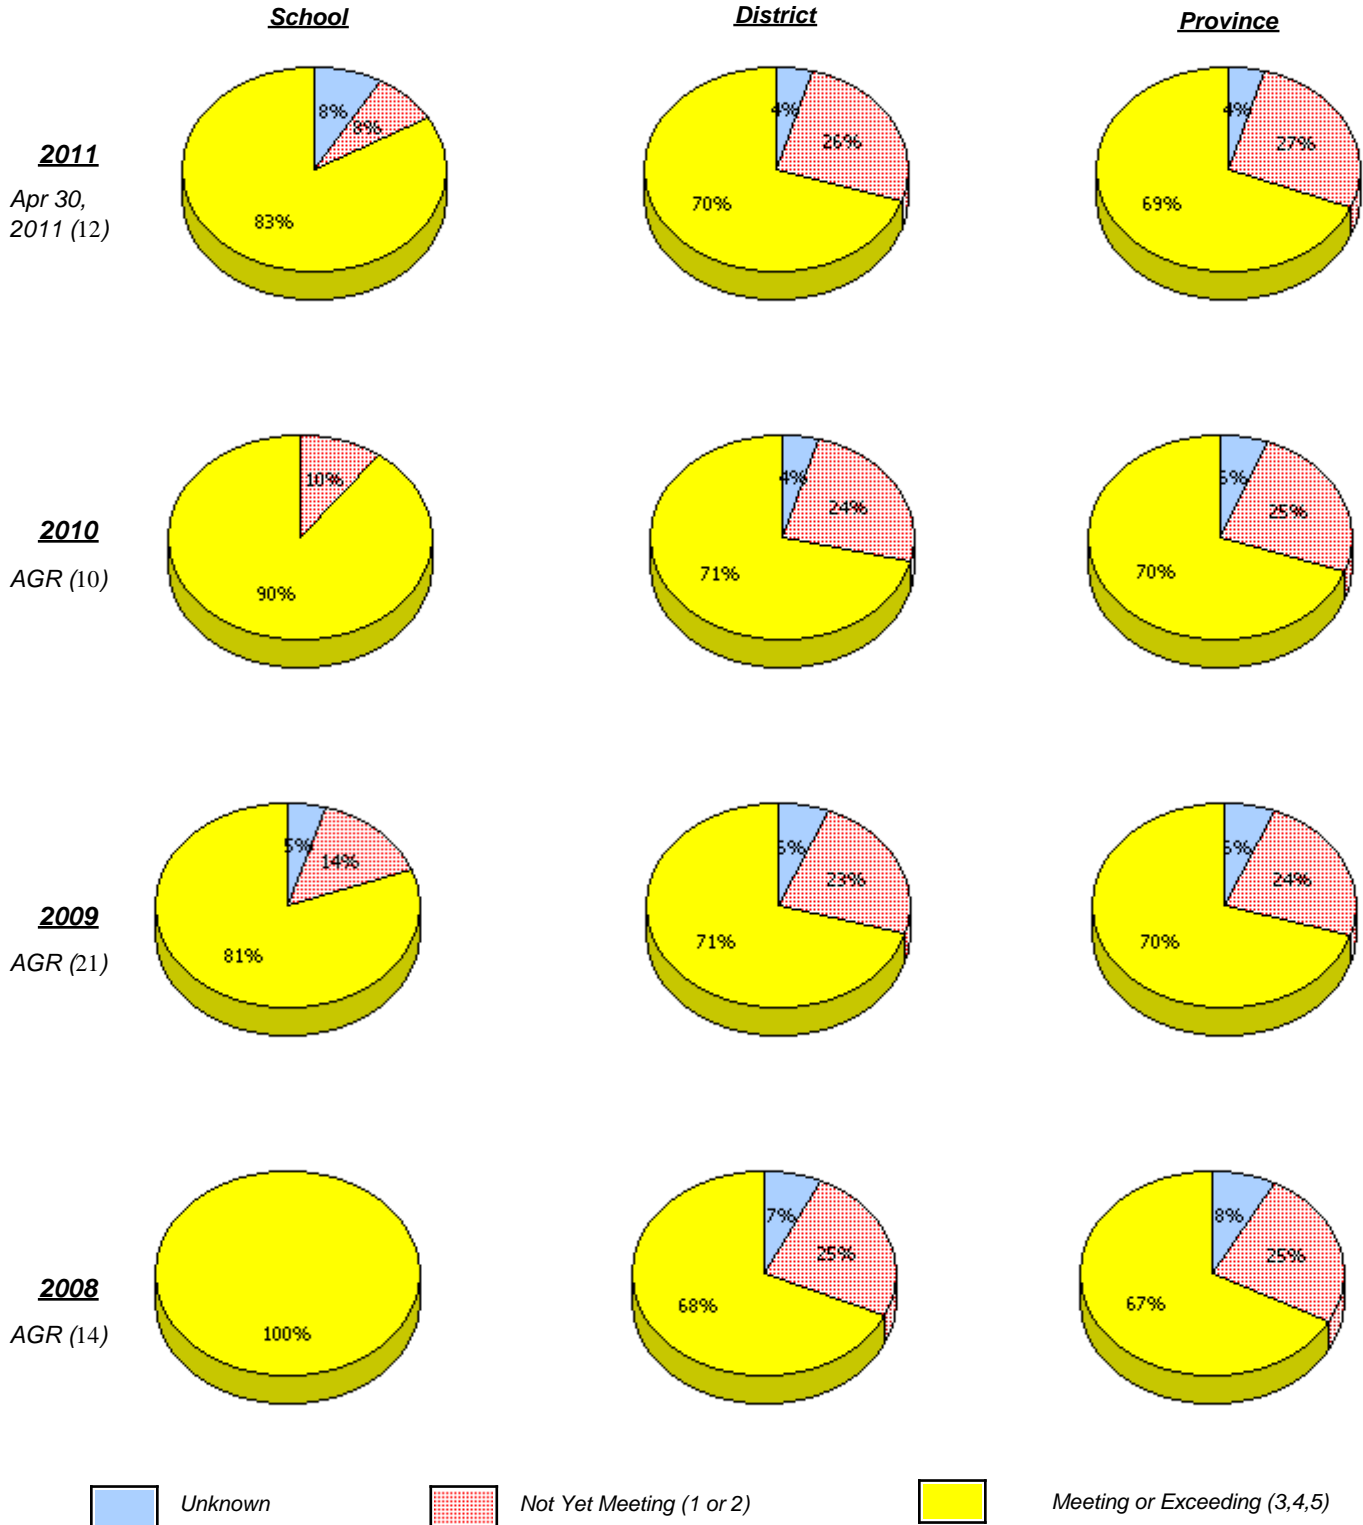 School District Province
2011
Apr 30,
2011 (12)
8% 8% 83%
4% 26% 70%
4% 27% 69%
2010
AGR (10)
10% 90%
4% 24% 71%
25% 70%
2009
AGR (21)
5% 14% 81%
23% 71%
24% 70%
2008
AGR (14)
100%
7% 25% 68%
8% 25% 67%
Unknown Not Yet Meeting (1 or 2) Meeting or Exceeding (3,4,5)